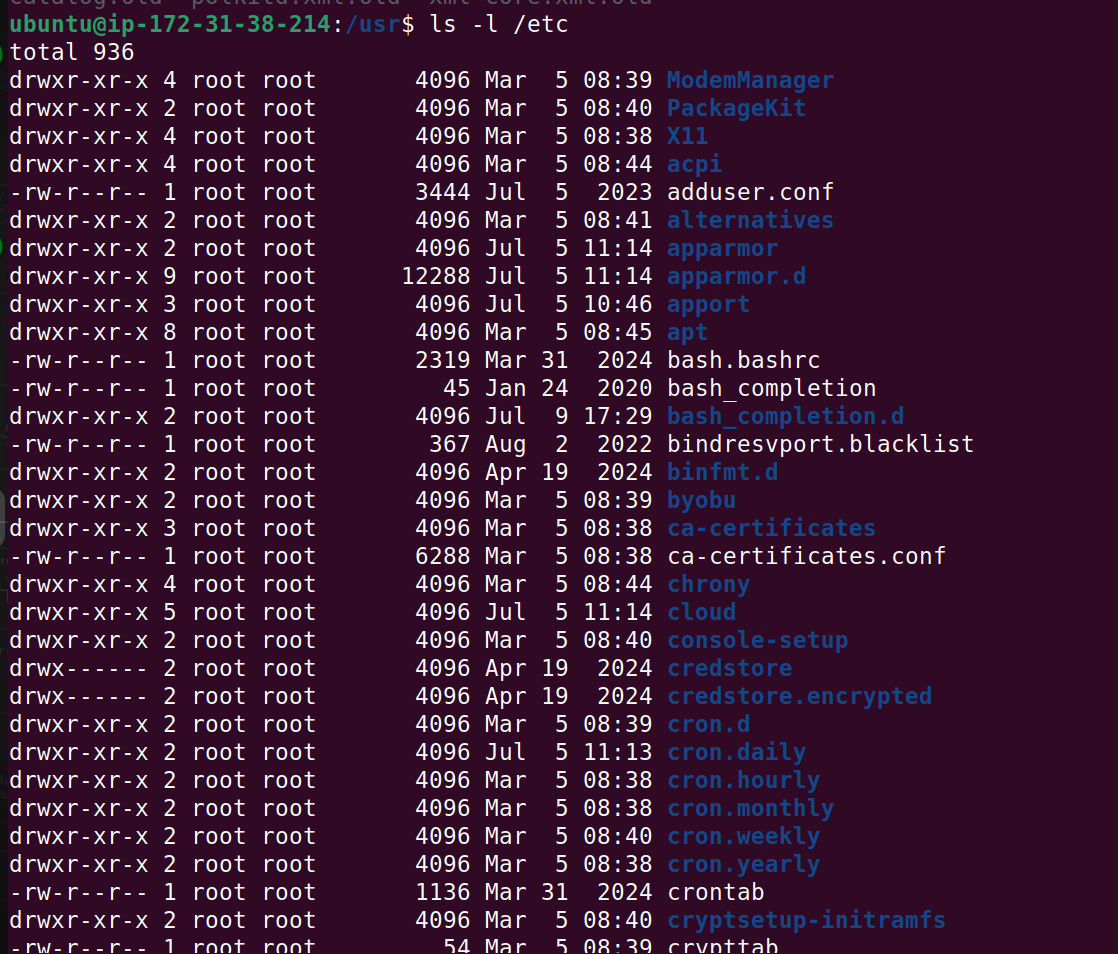 catalog.old polkitd.xml.old xml-core.xml.old
ubuntu@ip-172-31-38-214:/usr$ ls -l /etc
total 936
drwxr-xr-x 4 root root       4096 Mar  5 08:39 ModemManager
drwxr-xr-x 2 root root       4096 Mar  5 08:40 PackageKit
drwxr-xr-x 4 root root       4096 Mar  5 08:38 X11
drwxr-xr-x 4 root root       4096 Mar  5 08:44 acpi
-rw-r--r-- 1 root root       3444 Jul  5  2023 adduser.conf
drwxr-xr-x 2 root root       4096 Mar  5 08:41 alternatives
drwxr-xr-x 2 root root       4096 Jul  5 11:14 apparmor
drwxr-xr-x 9 root root      12288 Jul  5 11:14 apparmor.d
drwxr-xr-x 3 root root       4096 Jul  5 10:46 apport
drwxr-xr-x 8 root root       4096 Mar  5 08:45 apt
-rw-r--r-- 1 root root       2319 Mar 31  2024 bash.bashrc
-rw-r--r-- 1 root root         45 Jan 24  2020 bash_completion
drwxr-xr-x 2 root root       4096 Jul  9 17:29 bash_completion.d
-rw-r--r-- 1 root root        367 Aug  2  2022 bindresvport.blacklist
drwxr-xr-x 2 root root       4096 Apr 19  2024 binfmt.d
drwxr-xr-x 2 root root       4096 Mar  5 08:39 byobu
drwxr-xr-x 3 root root       4096 Mar  5 08:38 ca-certificates
-rw-r--r-- 1 root root       6288 Mar  5 08:38 ca-certificates.conf
drwxr-xr-x 4 root root       4096 Mar  5 08:44 chrony
drwxr-xr-x 5 root root       4096 Jul  5 11:14 cloud
drwxr-xr-x 2 root root       4096 Mar  5 08:40 console-setup
drwx------ 2 root root       4096 Apr 19  2024 credstore
drwx------ 2 root root       4096 Apr 19  2024 credstore.encrypted
drwxr-xr-x 2 root root       4096 Mar  5 08:39 cron.d
drwxr-xr-x 2 root root       4096 Jul  5 11:13 cron.daily
drwxr-xr-x 2 root root       4096 Mar  5 08:38 cron.hourly
drwxr-xr-x 2 root root       4096 Mar  5 08:38 cron.monthly
drwxr-xr-x 2 root root       4096 Mar  5 08:40 cron.weekly
drwxr-xr-x 2 root root       4096 Mar  5 08:38 cron.yearly
-rw-r--r-- 1 root root       1136 Mar 31  2024 crontab
drwxr-xr-x 2 root root       4096 Mar  5 08:40 cryptsetup-initramfs
-rw-r--r-- 1 root root         54 Mar  5 08:39 crypttab